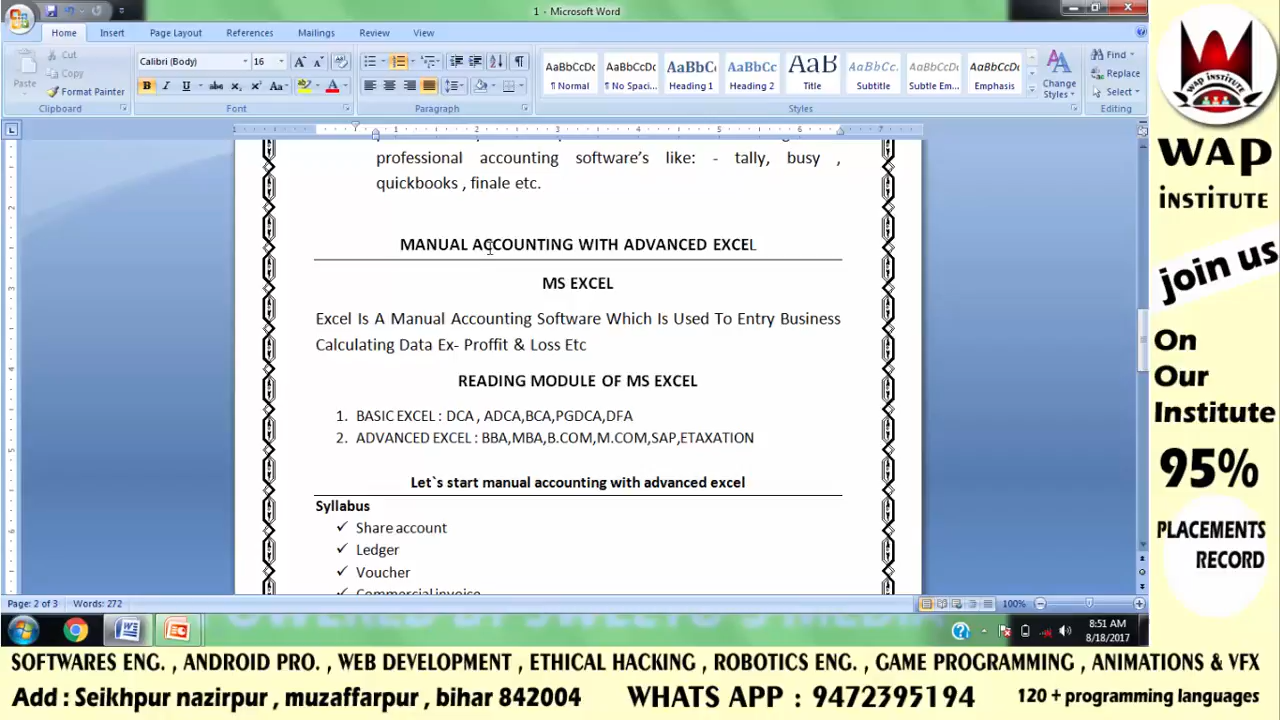 1 - Microsoft Word
Home Insert Page Layout References Mailings Review View
Cut
Copy
Format Painter
Paste
Clipboard
Calibri (Body) 16
Font
Paragraph
AaBbCcDc AaBbCcDc AaBbC AaBbCc AaB AaBbCc. AaBbCcDc AaBbCcDc
¶ Normal ¶ No Spaci... Heading 1 Heading 2 Title Subtitle Subtle Em... Emphasis
Change Styles
Styles
Find
Replace
Select
Editing
professional accounting software's like: - tally, busy ,
quickbooks , finale etc.
MANUAL ACCOUNTING WITH ADVANCED EXCEL
MS EXCEL
Excel Is A Manual Accounting Software Which Is Used To Entry Business
Calculating Data Ex- Proffit & Loss Etc
READING MODULE OF MS EXCEL
1. BASIC EXCEL : DCA , ADCA,BCA,PGDCA,DFA
2. ADVANCED EXCEL : BBA,MBA,B.COM,M.COM,SAP,ETAXATION
Let`s start manual accounting with advanced excel
Syllabus
✓ Share account
✓ Ledger
✓ Voucher
✓ Commercial invoice
Page: 2 of 3 Words: 272
100%
8:51 AM
8/18/2017
wap institute
WAP
iNSTiTUTE
join us
On
Our
Institute
95%
PLACEMENTS
RECORD
SOFTWARES ENG. , ANDROID PRO. , WEB DEVELOPMENT , ETHICAL HACKING , ROBOTICS ENG. , GAME PROGRAMMING , ANIMATIONS & VFX
Add : Seikhpur nazirpur , muzaffarpur , bihar 842004 WHATS APP : 9472395194 120 + programming languages